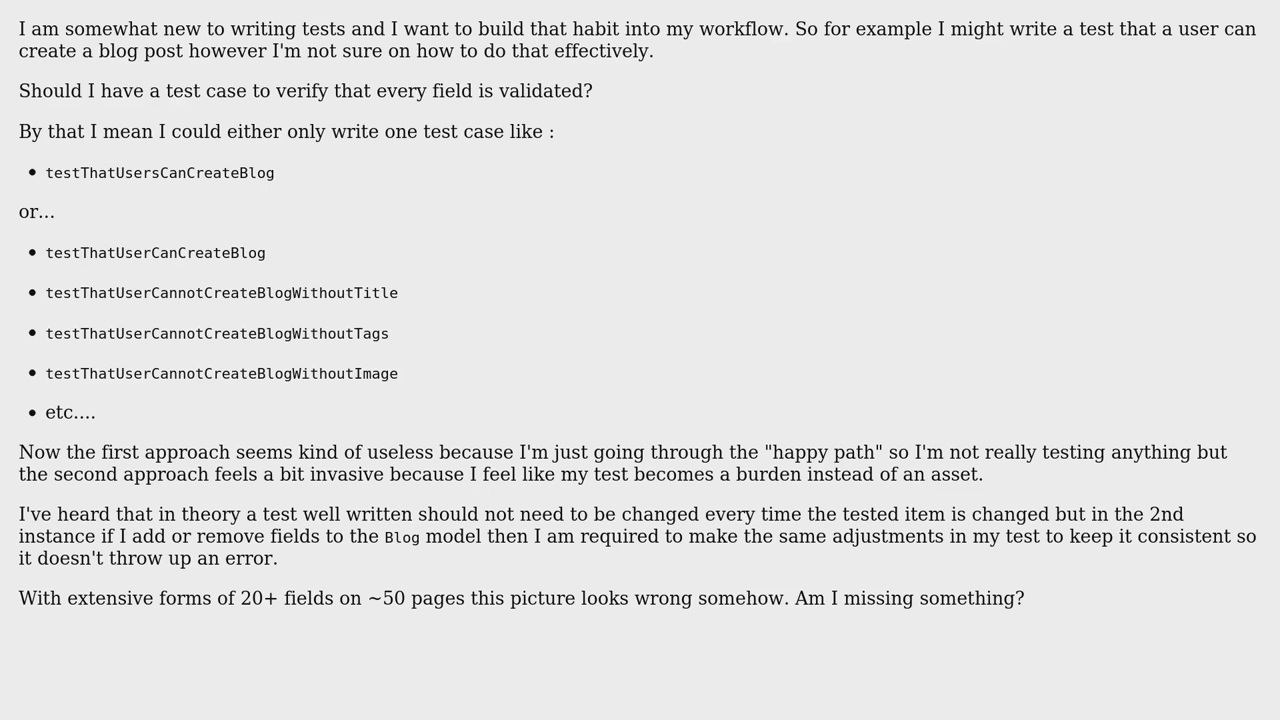 I am somewhat new to writing tests and I want to build that habit into my workflow. So for example I might write a test that a user can
create a blog post however I'm not sure on how to do that effectively.
Should I have a test case to verify that every field is validated?
By that I mean I could either only write one test case like :
• testThatUsersCanCreateBlog
or...
• testThatUserCanCreateBlog
• testThatUserCannotCreateBlogWithoutTitle
• testThatUserCannotCreateBlogWithoutTags
• testThatUserCannotCreateBlogWithoutImage
• etc....
Now the first approach seems kind of useless because I'm just going through the "happy path" so I'm not really testing anything but
the second approach feels a bit invasive because I feel like my test becomes a burden instead of an asset.
I've heard that in theory a test well written should not need to be changed every time the tested item is changed but in the 2nd
instance if I add or remove fields to the Blog model then I am required to make the same adjustments in my test to keep it consistent so
it doesn't throw up an error.
With extensive forms of 20+ fields on ~50 pages this picture looks wrong somehow. Am I missing something?